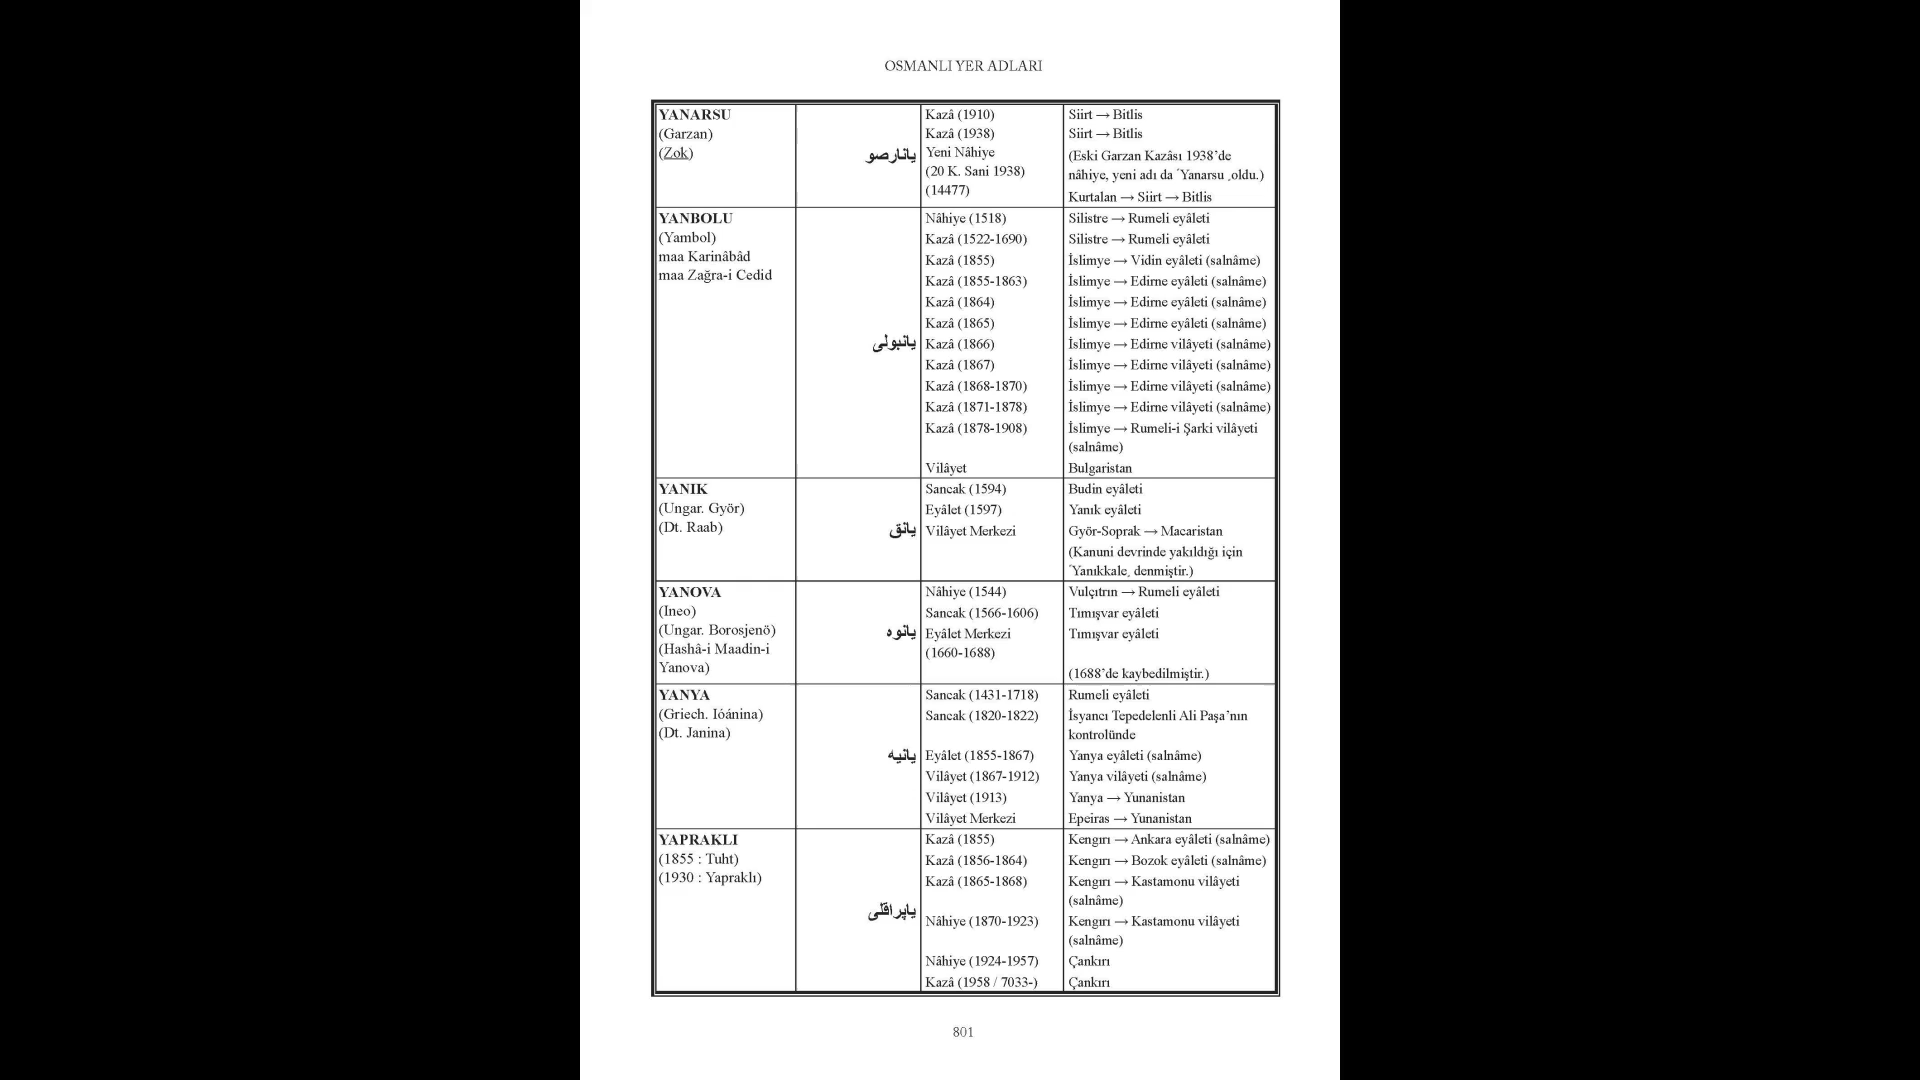 OSMANLI YER ADLARI
YANARSU
(Garzan)
(Zok)
يانارصو
Kazâ (1910)
Kazâ (1938)
Yeni Nâhiye
(20 K. Sani 1938)
(14477)
Siirt → Bitlis
Siirt → Bitlis
(Eski Garzan Kazâsı 1938’de
nâhiye, yeni adı da ‘Yanarsu ̦oldu.)
Kurtalan → Siirt → Bitlis
YANBOLU
(Yambol)
maa Karinâbâd
maa Zağra-i Cedid
يانبولى
Nâhiye (1518)
Kazâ (1522-1690)
Kazâ (1855)
Kazâ (1855-1863)
Kazâ (1864)
Kazâ (1865)
Kazâ (1866)
Kazâ (1867)
Kazâ (1868-1870)
Kazâ (1871-1878)
Kazâ (1878-1908)
Vilâyet
Silistre → Rumeli eyâleti
Silistre → Rumeli eyâleti
İslimye → Vidin eyâleti (salnâme)
İslimye → Edirne eyâleti (salnâme)
İslimye → Edirne eyâleti (salnâme)
İslimye → Edirne eyâleti (salnâme)
İslimye → Edirne vilâyeti (salnâme)
İslimye → Edirne vilâyeti (salnâme)
İslimye → Edirne vilâyeti (salnâme)
İslimye → Edirne vilâyeti (salnâme)
İslimye → Rumeli-i Şarki vilâyeti
(salnâme)
Bulgaristan
YANIK
(Ungar. Györ)
(Dt. Raab)
يانق
Sancak (1594)
Eyâlet (1597)
Vilâyet Merkezi
Budin eyâleti
Yanık eyâleti
Györ-Soprak → Macaristan
(Kanuni devrinde yakıldığı için
‘Yanıkkale ̦ denmiştir.)
YANOVA
(Ineo)
(Ungar. Borosjenö)
(Hashâ-i Maadin-i
Yanova)
يانوه
Nâhiye (1544)
Sancak (1566-1606)
Eyâlet Merkezi
(1660-1688)
Vulçıtrın → Rumeli eyâleti
Tımışvar eyâleti
Tımışvar eyâleti
(1688’de kaybedilmiştir.)
YANYA
(Griech. Ióánina)
(Dt. Janina)
يانيه
Sancak (1431-1718)
Sancak (1820-1822)
Eyâlet (1855-1867)
Vilâyet (1867-1912)
Vilâyet (1913)
Vilâyet Merkezi
Rumeli eyâleti
İsyancı Tepedelenli Ali Paşa’nın
kontrolünde
Yanya eyâleti (salnâme)
Yanya vilâyeti (salnâme)
Yanya → Yunanistan
Epeiras → Yunanistan
YAPRAKLI
(1855 : Tuht)
(1930 : Yapraklı)
ياپراقلى
Kazâ (1855)
Kazâ (1856-1864)
Kazâ (1865-1868)
Nâhiye (1870-1923)
Nâhiye (1924-1957)
Kazâ (1958 / 7033-)
Kengırı → Ankara eyâleti (salnâme)
Kengırı → Bozok eyâleti (salnâme)
Kengırı → Kastamonu vilâyeti
(salnâme)
Kengırı → Kastamonu vilâyeti
(salnâme)
Çankırı
Çankırı
801